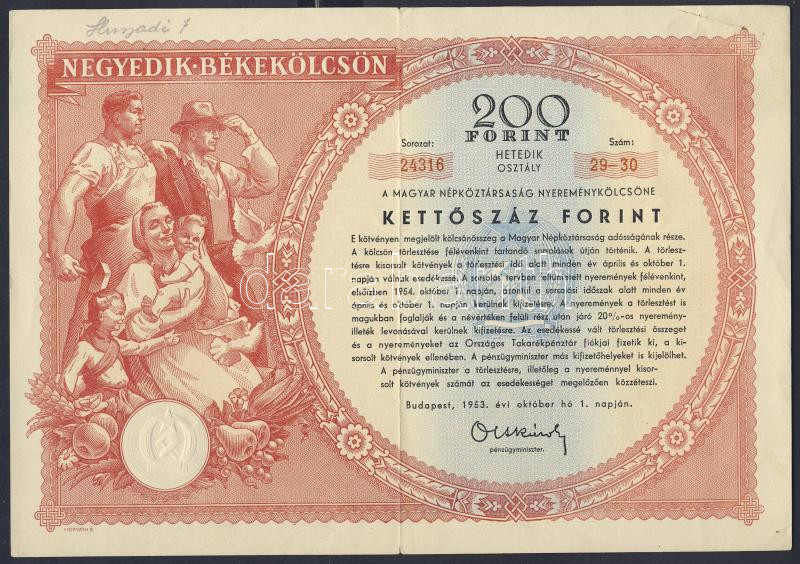 Hunyadi 7
NEGYEDIK·BÉKEKÖLCSÖN
200
FORINT
Sorozat:
24316
HETEDIK
OSZTÁLY
Szám:
29-30
A MAGYAR NÉPKÖZTÁRSASÁG NYEREMÉNYKÖLCSÖNE
KETTŐSZÁZ FORINT
E kötvényen megjelölt kölcsönösszeg a Magyar Népköztársaság adósságának része.
A kölcsön törlesztése félévenkint tartandó sorsolások útján történik. A törlesz-
tésre kisorsolt kötvények a törlesztési idő alatt minden év április és október 1.
napján válnak esedékessé. A sorsolási tervben feltüntetett nyeremények félévenkint,
elsőízben 1954. október 1. napján, azontúl a sorsolási időszak alatt minden év
április és október 1. napján kerülnek kifizetésre. A nyeremények a törlesztést is
magukban foglalják és a névértéken felüli rész után járó 20%-os nyeremény-
illeték levonásával kerülnek kifizetésre. Az esedékessé vált törlesztési összeget
és a nyereményeket az Országos Takarékpénztár fiókjai fizetik ki, a ki-
sorsolt kötvények ellenében. A pénzügyminiszter más kifizetőhelyeket is kijelölhet.
A pénzügyminiszter a törlesztésre, illetőleg a nyereménnyel kisor-
solt kötvények számát az esedékességet megelőzően közzéteszi.
Budapest, 1953. évi október hó 1. napján.
pénzügyminiszter.
HORVÁTH E.